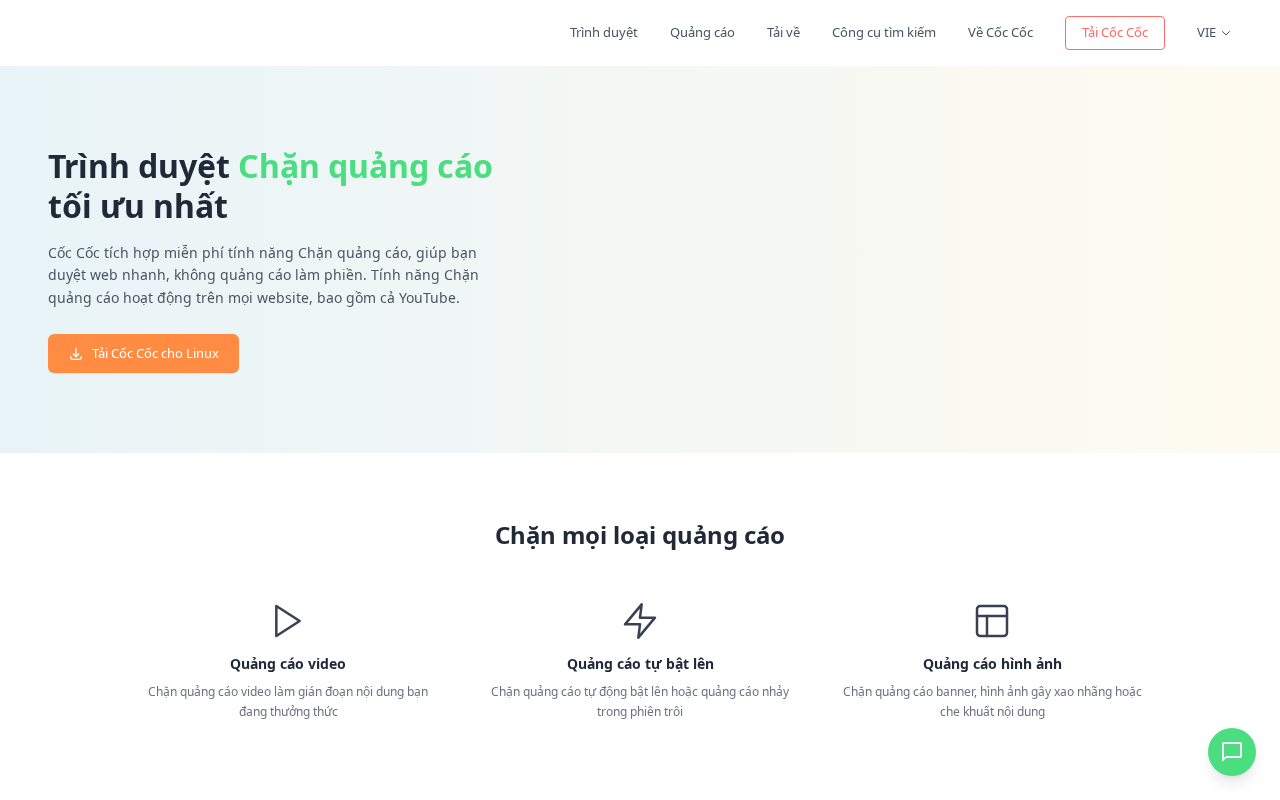 Trình duyệt
Quảng cáo
Tải về
Công cụ tìm kiếm
Về Cốc Cốc
Tải Cốc Cốc
VIE
Trình duyệt Chặn quảng cáo
tối ưu nhất
Cốc Cốc tích hợp miễn phí tính năng Chặn quảng cáo, giúp bạn
duyệt web nhanh, không quảng cáo làm phiền. Tính năng Chặn
quảng cáo hoạt động trên mọi website, bao gồm cả YouTube.
Tải Cốc Cốc cho Linux
Chặn mọi loại quảng cáo
Quảng cáo video
Chặn quảng cáo video làm gián đoạn nội dung bạn
đang thưởng thức
Quảng cáo tự bật lên
Chặn quảng cáo tự động bật lên hoặc quảng cáo nhảy
trong phiên trôi
Quảng cáo hình ảnh
Chặn quảng cáo banner, hình ảnh gây xao nhãng hoặc
che khuất nội dung